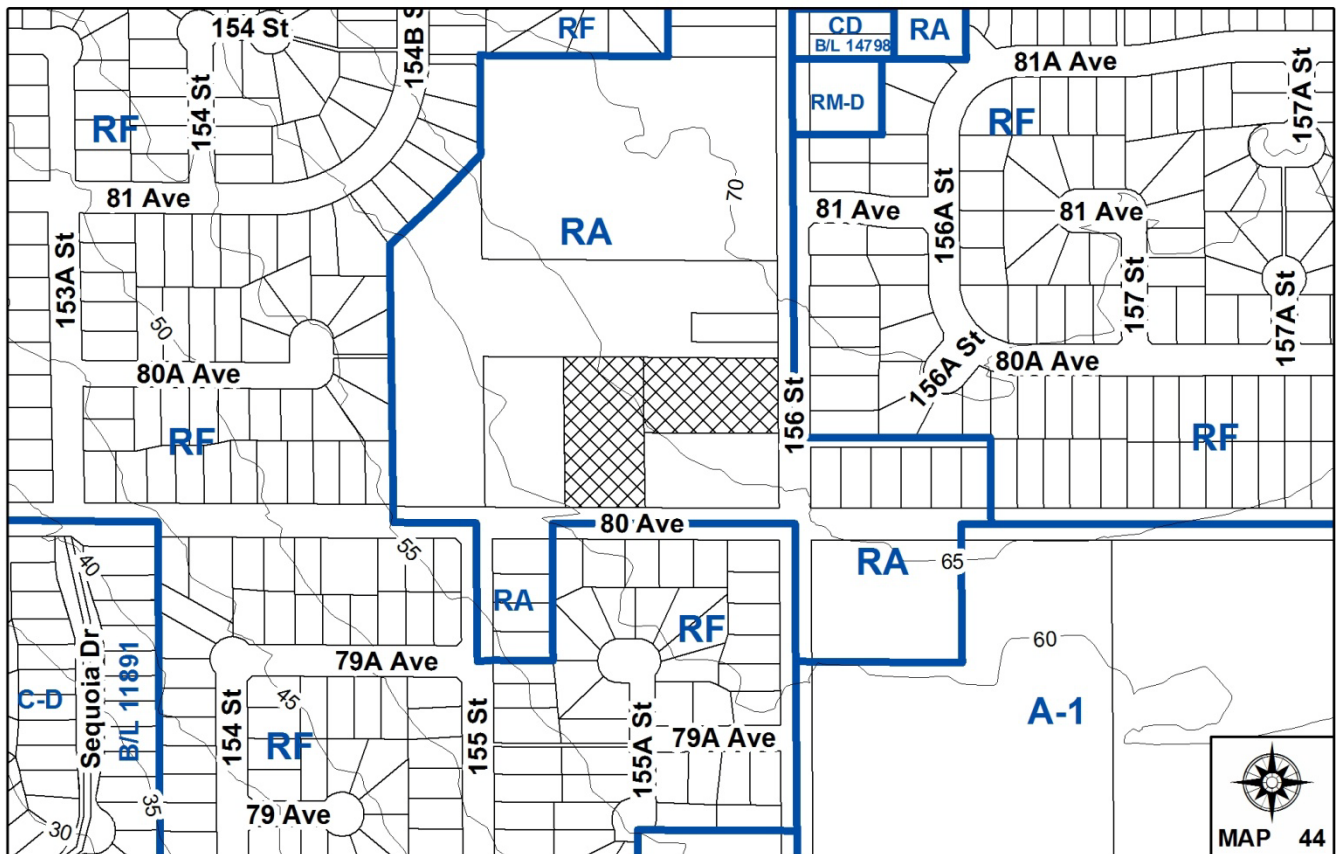 154 St
154B S
RF
CD
B/L 14798
RA
81A Ave
157A St
154 St
RF
RM-D
RF
70
81 Ave
RA
81 Ave
156A St
81 Ave
153A St
50
157 St
157A St
80A Ave
156A St
80A Ave
RF
156 St
RF
80 Ave
40
55
RA
65
RA
RF
60
Sequoia Dr
B/L 11891
79A Ave
C-D
45
A-1
154 St
RF
155 St
155A St
79A Ave
35
79 Ave
30
MAP 44